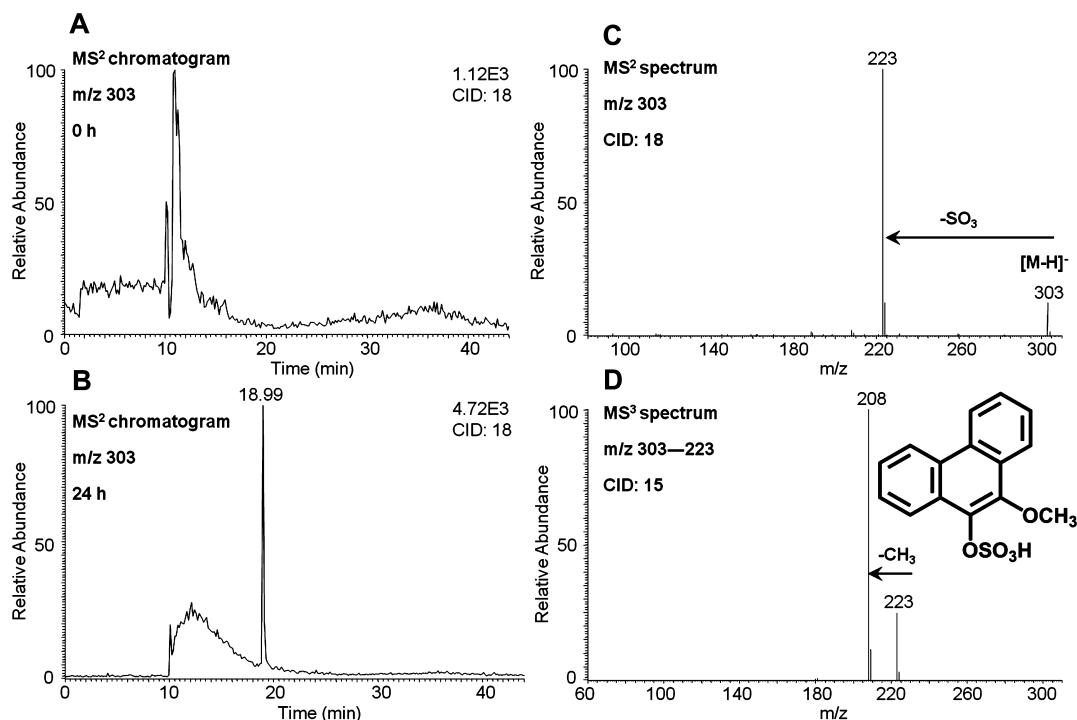 A
MS² chromatogram
m/z 303
0 h
1.12E3
CID: 18
100
50
0
Relative Abundance
0 10 20 30 40
Time (min)
B
MS² chromatogram
m/z 303
24 h
18.99
4.72E3
CID: 18
100
50
0
Relative Abundance
0 10 20 30 40
Time (min)
C
MS² spectrum
m/z 303
CID: 18
223
-SO₃
[M-H]⁻
303
100
50
0
Relative Abundance
100 140 180 220 260 300
m/z
D
MS³ spectrum
m/z 303—223
CID: 15
208
-CH₃
223
OCH₃
OSO₃H
100
50
0
Relative Abundance
60 100 140 180 220 260 300
m/z